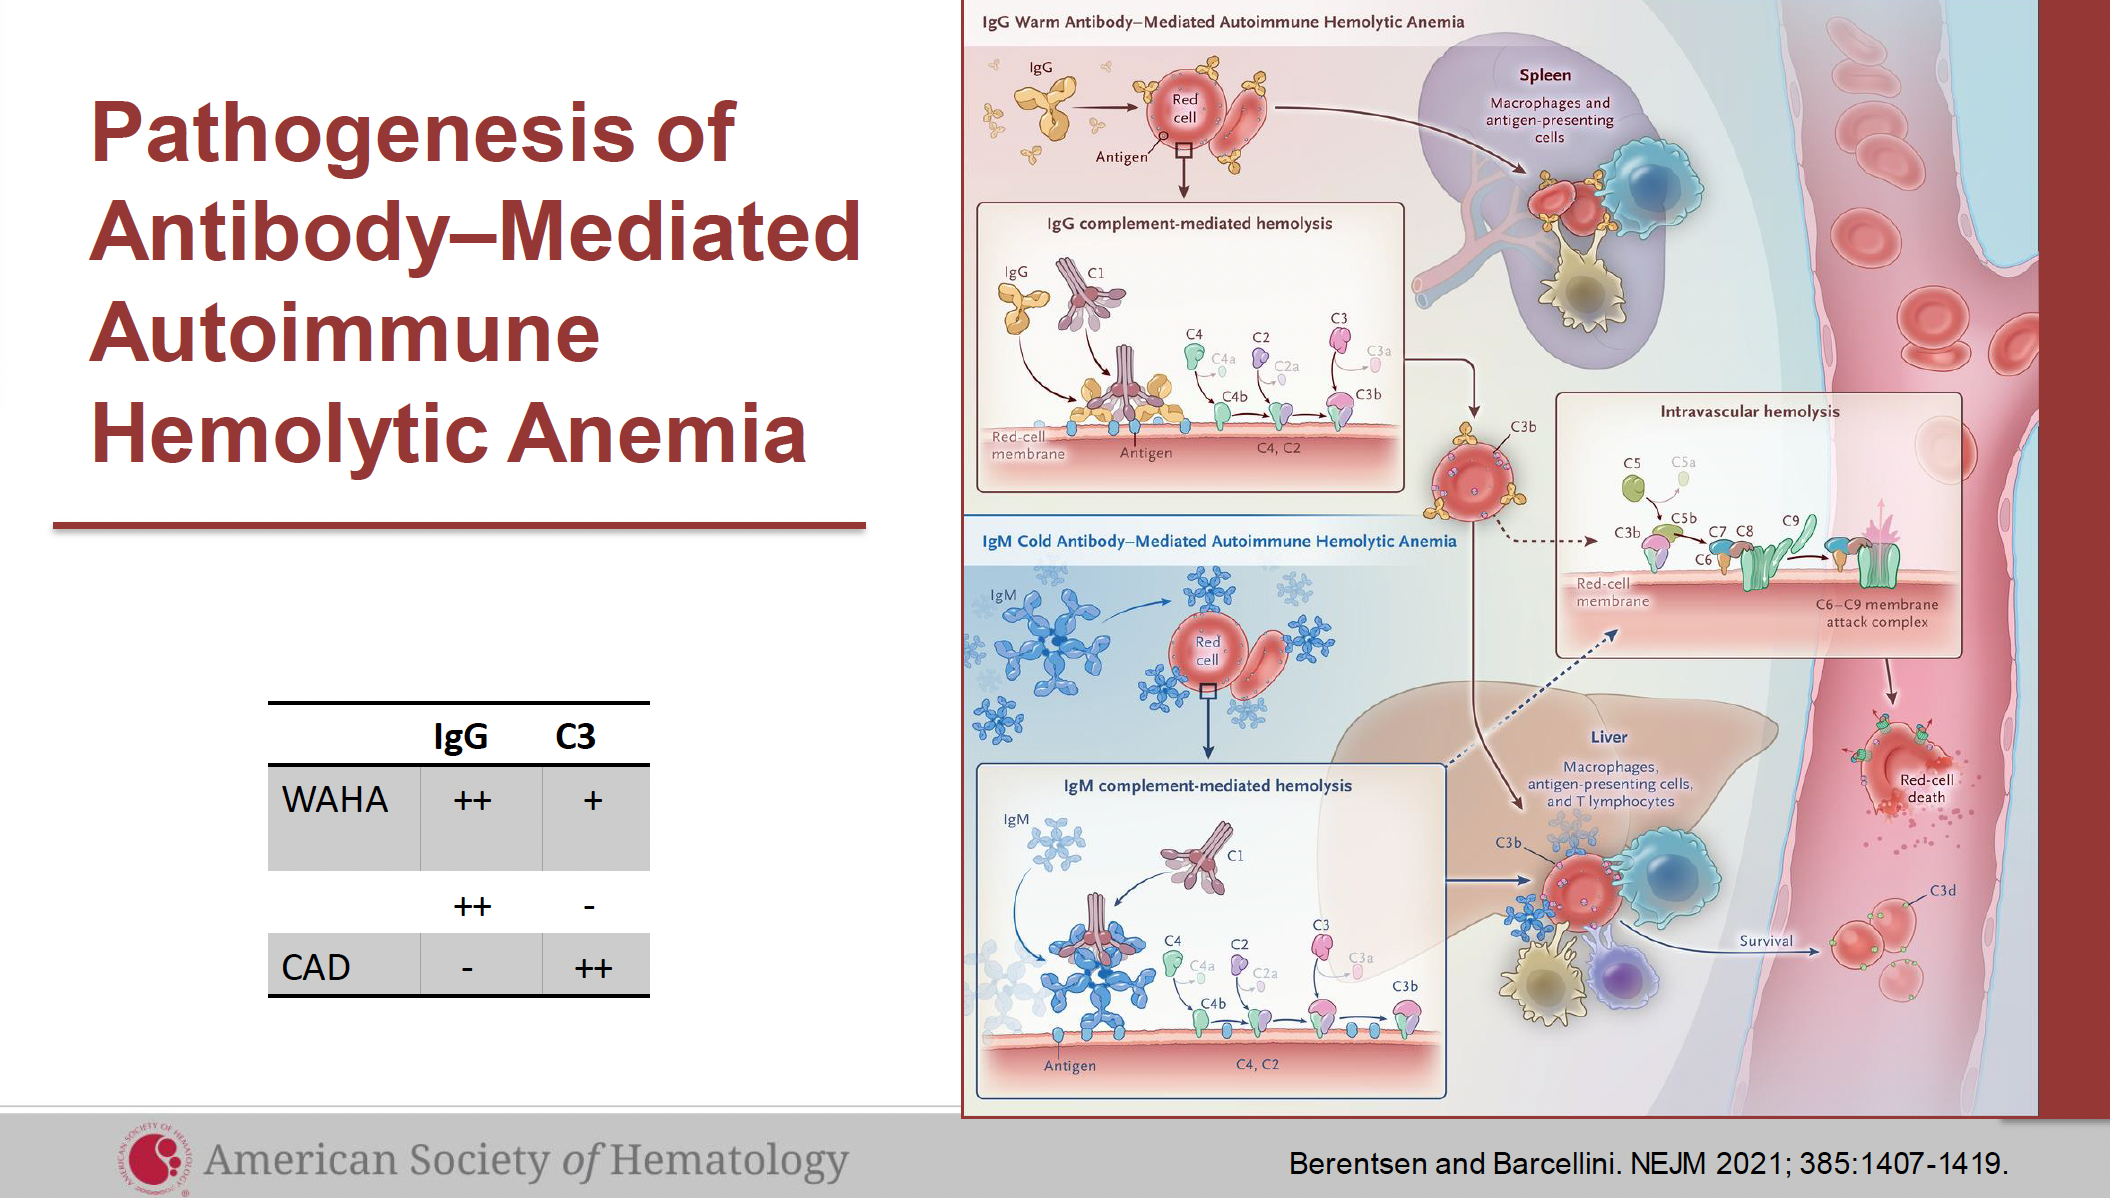 Pathogenesis of
Antibody–Mediated
Autoimmune
Hemolytic Anemia
IgG C3
WAHA ++ +
++ -
CAD - ++
IgG Warm Antibody–Mediated Autoimmune Hemolytic Anemia
IgG
Red
cell
Antigen
Spleen
Macrophages and
antigen-presenting
cells
IgG complement-mediated hemolysis
IgG
C1
C4
C4a
C2
C2a
C3
C3a
C4b
C3b
Red-cell
membrane
Antigen
C4, C2
C3b
Intravascular hemolysis
C5
C5a
C3b
C5b
C6
C7
C8
C9
Red-cell
membrane
C6–C9 membrane
attack complex
IgM Cold Antibody–Mediated Autoimmune Hemolytic Anemia
IgM
Red
cell
IgM complement-mediated hemolysis
IgM
C1
C4
C4a
C2
C2a
C3
C3a
C4b
C3b
Antigen
C4, C2
Liver
Macrophages,
antigen-presenting cells,
and T lymphocytes
C3b
Red-cell
death
Survival
C3d
AMERICAN SOCIETY OF HEMATOLOGY
®
American Society of Hematology
Berentsen and Barcellini. NEJM 2021; 385:1407-1419.